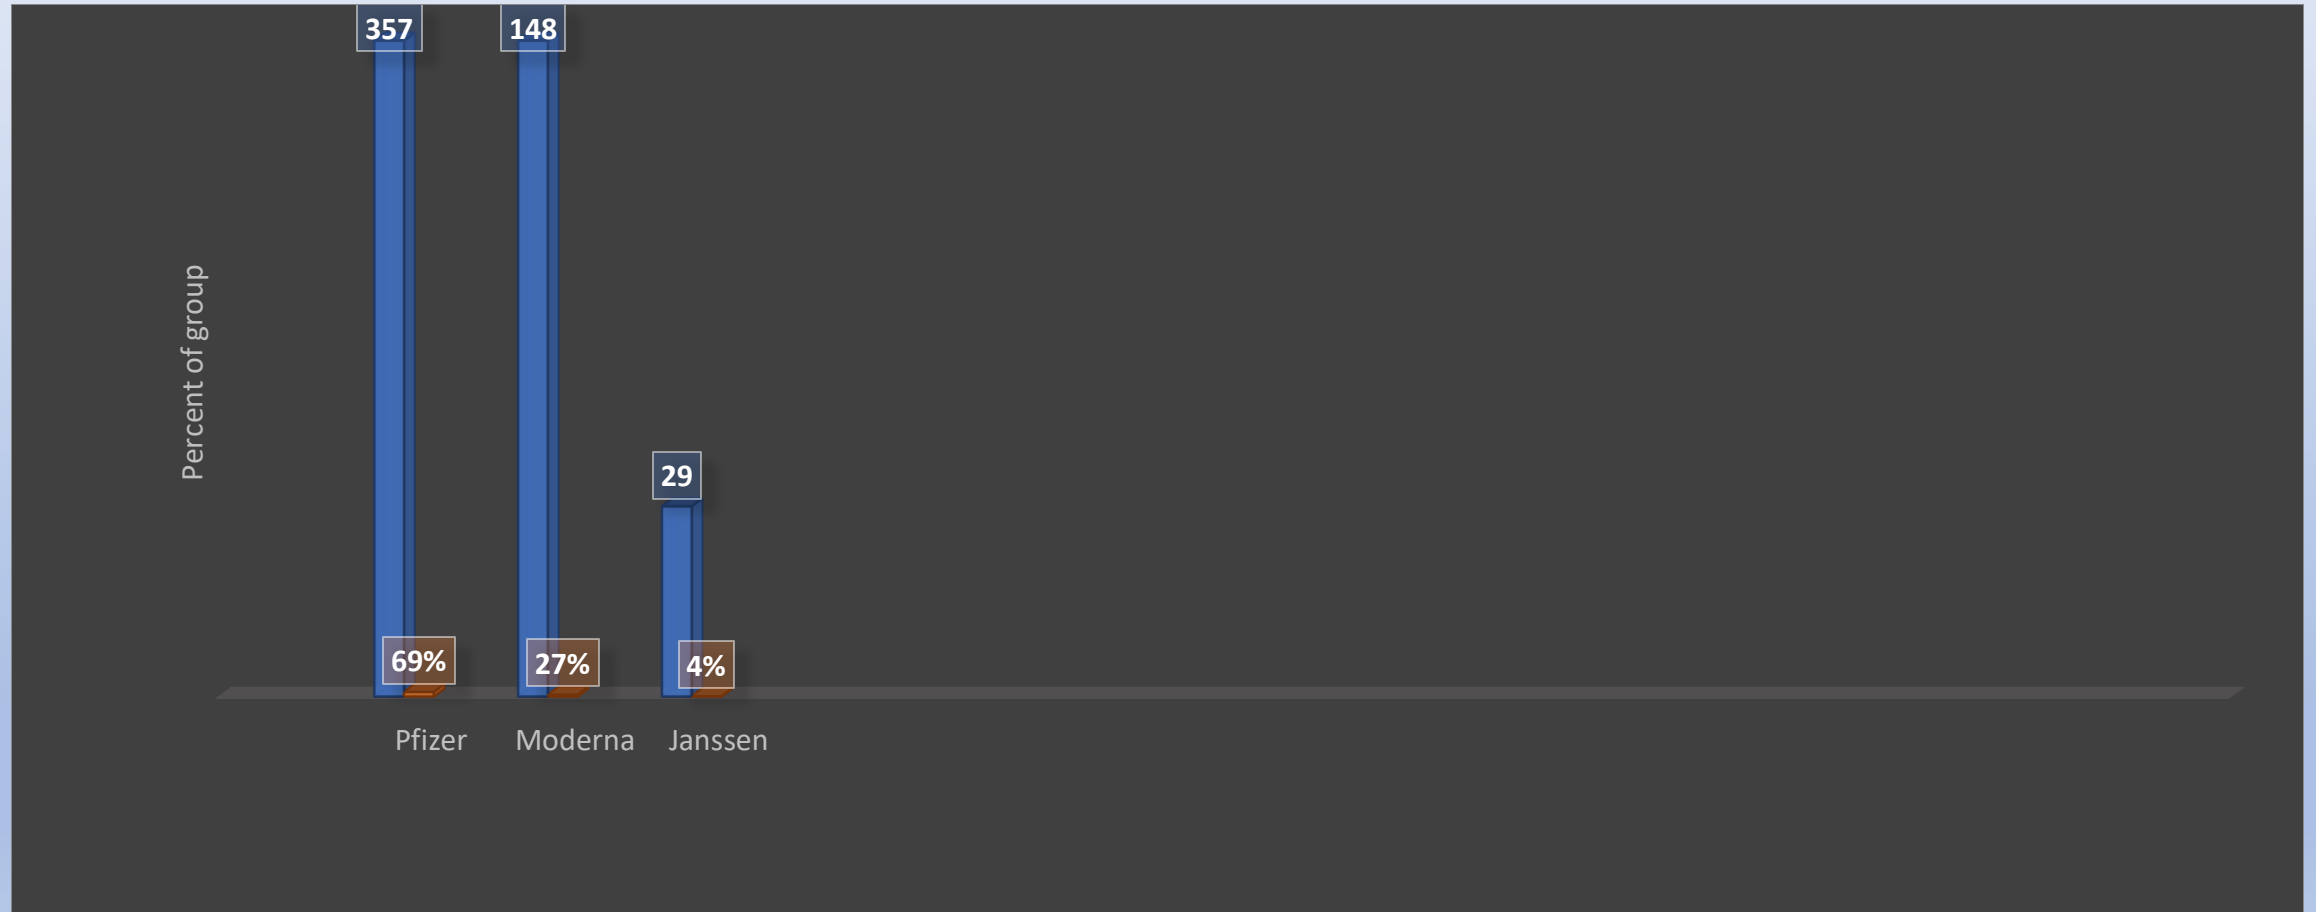 357
148
Percent of group
29
69%
27%
4%
Pfizer
Moderna
Janssen